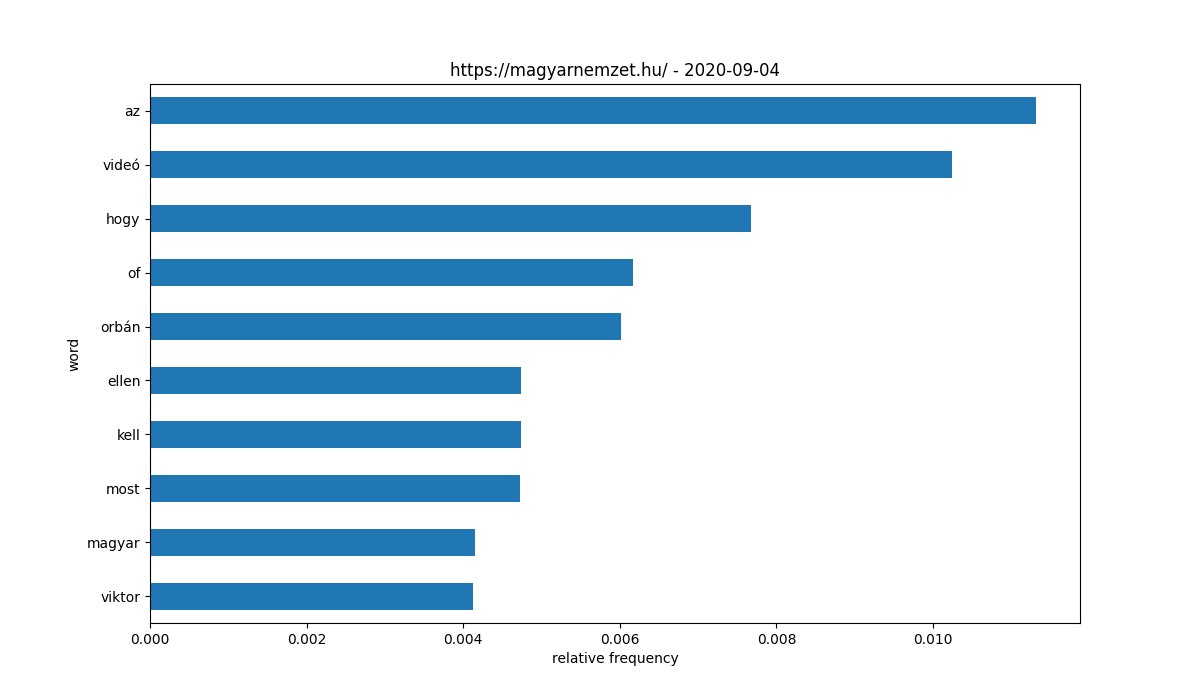 https://magyarnemzet.hu/ - 2020-09-04
az
videó
hogy
of
orbán
ellen
kell
most
magyar
viktor
word
0.000 0.002 0.004 0.006 0.008 0.010
relative frequency